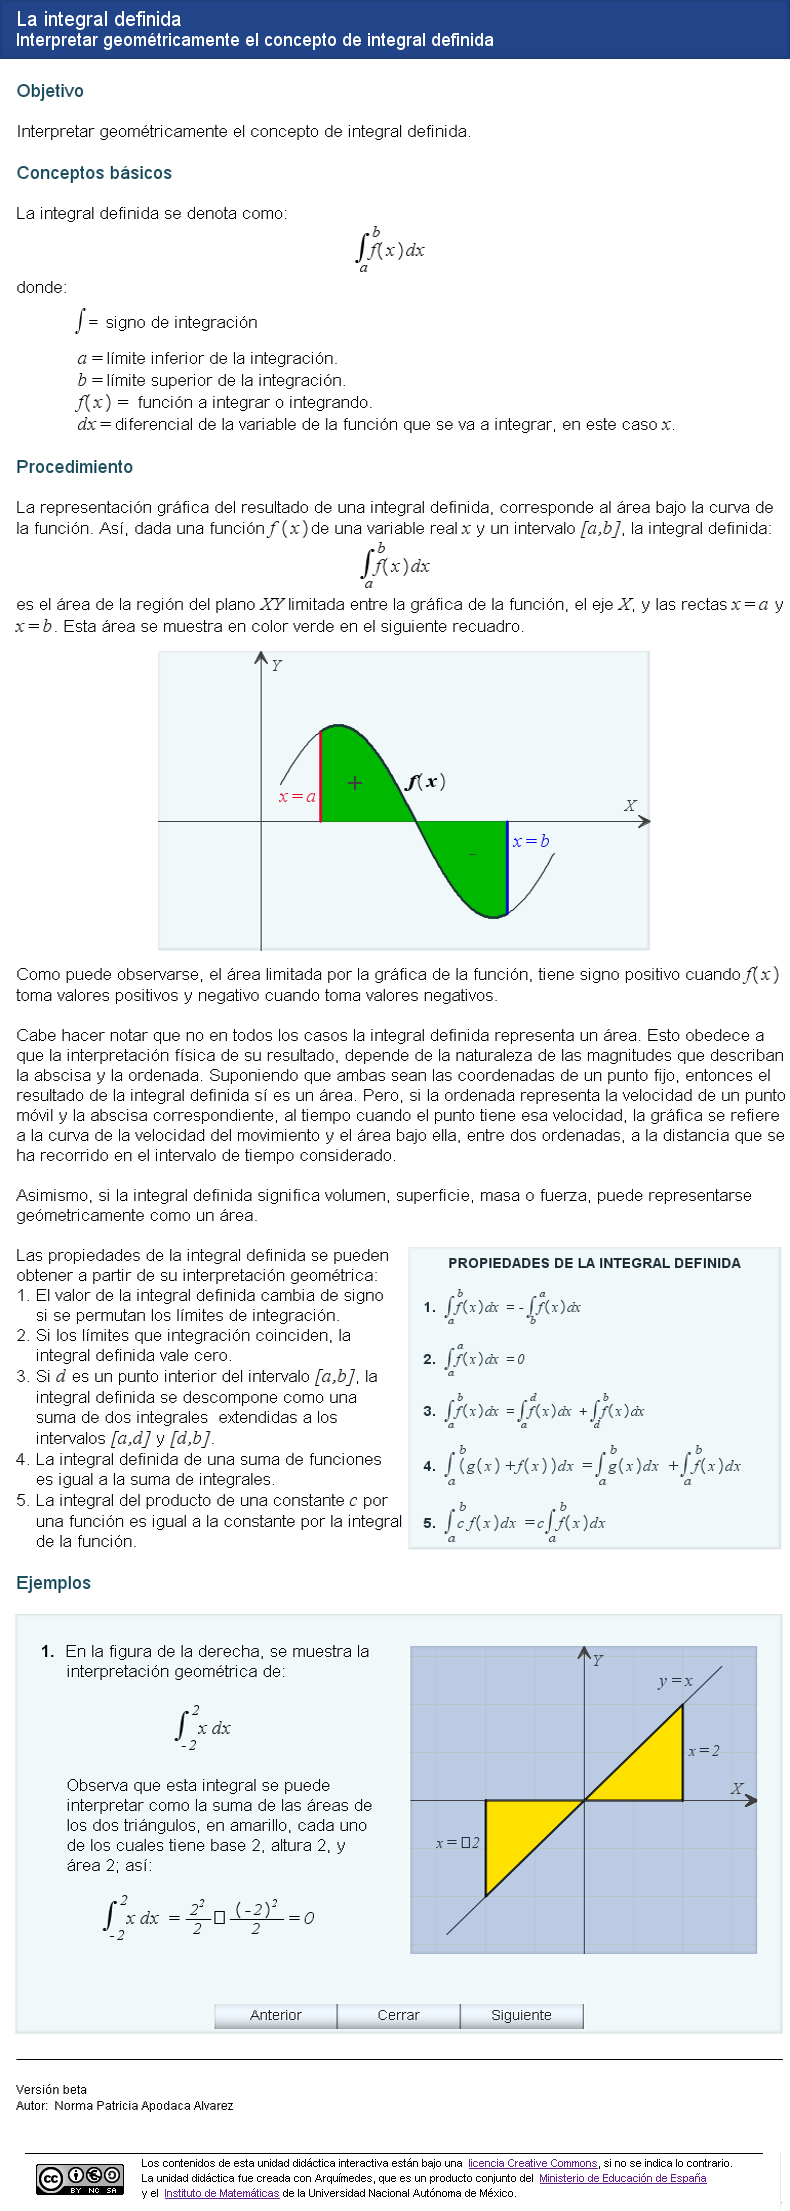 La integral definida
Interpretar geométricamente el concepto de integral definida
Objetivo
Interpretar geométricamente el concepto de integral definida.
Conceptos básicos
La integral definida se denota como:
∫_a^b f(x) dx
donde:
∫ = signo de integración
a = límite inferior de la integración.
b = límite superior de la integración.
f(x) = función a integrar o integrando.
dx = diferencial de la variable de la función que se va a integrar, en este caso x.
Procedimiento
La representación gráfica del resultado de una integral definida, corresponde al área bajo la curva de
la función. Así, dada una función f (x) de una variable real x y un intervalo [a,b], la integral definida:
∫_a^b f(x) dx
es el área de la región del plano XY limitada entre la gráfica de la función, el eje X, y las rectas x = a y
x = b. Esta área se muestra en color verde en el siguiente recuadro.
Y
+
f(x)
x = a
X
x = b
-
Como puede observarse, el área limitada por la gráfica de la función, tiene signo positivo cuando f(x)
toma valores positivos y negativo cuando toma valores negativos.
Cabe hacer notar que no en todos los casos la integral definida representa un área. Esto obedece a
que la interpretación física de su resultado, depende de la naturaleza de las magnitudes que describan
la abscisa y la ordenada. Suponiendo que ambas sean las coordenadas de un punto fijo, entonces el
resultado de la integral definida sí es un área. Pero, si la ordenada representa la velocidad de un punto
móvil y la abscisa correspondiente, al tiempo cuando el punto tiene esa velocidad, la gráfica se refiere
a la curva de la velocidad del movimiento y el área bajo ella, entre dos ordenadas, a la distancia que se
ha recorrido en el intervalo de tiempo considerado.
Asimismo, si la integral definida significa volumen, superficie, masa o fuerza, puede representarse
geómetricamente como un área.
Las propiedades de la integral definida se pueden
obtener a partir de su interpretación geométrica:
1. El valor de la integral definida cambia de signo
si se permutan los límites de integración.
2. Si los límites que integración coinciden, la
integral definida vale cero.
3. Si d es un punto interior del intervalo [a,b], la
integral definida se descompone como una
suma de dos integrales extendidas a los
intervalos [a,d] y [d,b].
4. La integral definida de una suma de funciones
es igual a la suma de integrales.
5. La integral del producto de una constante c por
una función es igual a la constante por la integral
de la función.
PROPIEDADES DE LA INTEGRAL DEFINIDA
1. ∫_a^b f(x) dx = - ∫_b^a f(x) dx
2. ∫_a^a f(x) dx = 0
3. ∫_a^b f(x) dx = ∫_a^d f(x) dx + ∫_d^b f(x) dx
4. ∫_a^b (g(x) + f(x)) dx = ∫_a^b g(x) dx + ∫_a^b f(x) dx
5. ∫_a^b c f(x) dx = c ∫_a^b f(x) dx
Ejemplos
1. En la figura de la derecha, se muestra la
interpretación geométrica de:
∫_-2^2 x dx
Observa que esta integral se puede
interpretar como la suma de las áreas de
los dos triángulos, en amarillo, cada uno
de los cuales tiene base 2, altura 2, y
área 2; así:
∫_-2^2 x dx = 2²/2 □ (-2)²/2 = 0
Y
y = x
x = 2
X
x = □2
Anterior
Cerrar
Siguiente
Versión beta
Autor: Norma Patricia Apodaca Alvarez
cc BY NC SA
Los contenidos de esta unidad didáctica interactiva están bajo una licencia Creative Commons, si no se indica lo contrario.
La unidad didáctica fue creada con Arquímedes, que es un producto conjunto del Ministerio de Educación de España
y el Instituto de Matemáticas de la Universidad Nacional Autónoma de México.